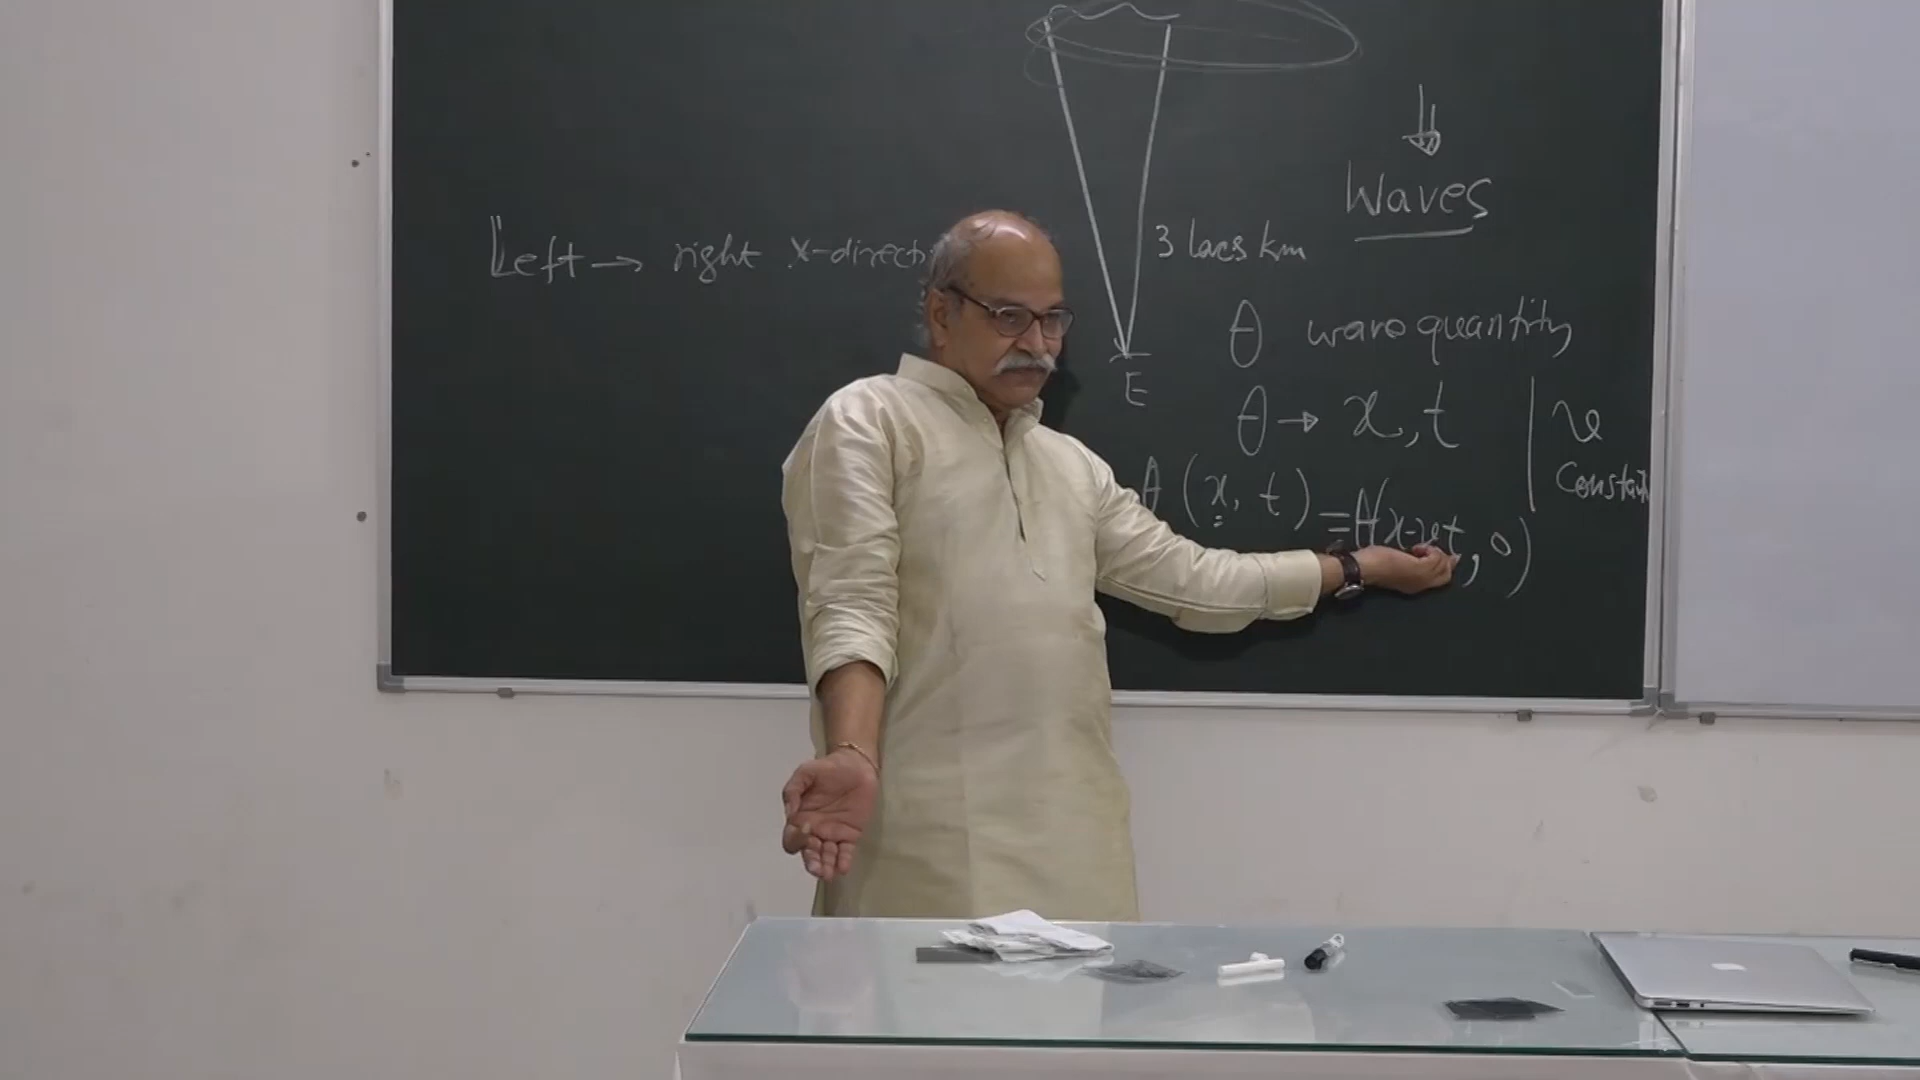 Left → right x-directi
Waves
3 lacs km
E
θ wave quantity
θ → x, t
v
Constan
θ (x, t) = θ(x-vt, 0)